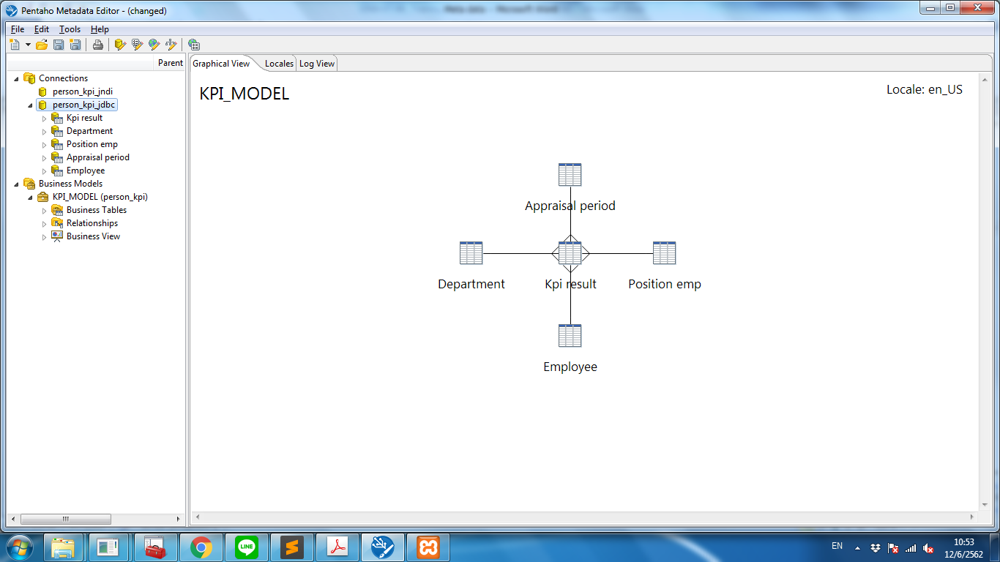 Pentaho Metadata Editor - (changed)
File Edit Tools Help
Parent
Connections
person_kpi_jndi
person_kpi_jdbc
Kpi result
Department
Position emp
Appraisal period
Employee
Business Models
KPI_MODEL (person_kpi)
Business Tables
Relationships
Business View
Graphical View Locales Log View
KPI_MODEL
Locale: en_US
Appraisal period
Department Kpi result Position emp
Employee
LINE
EN
10:53
12/6/2562